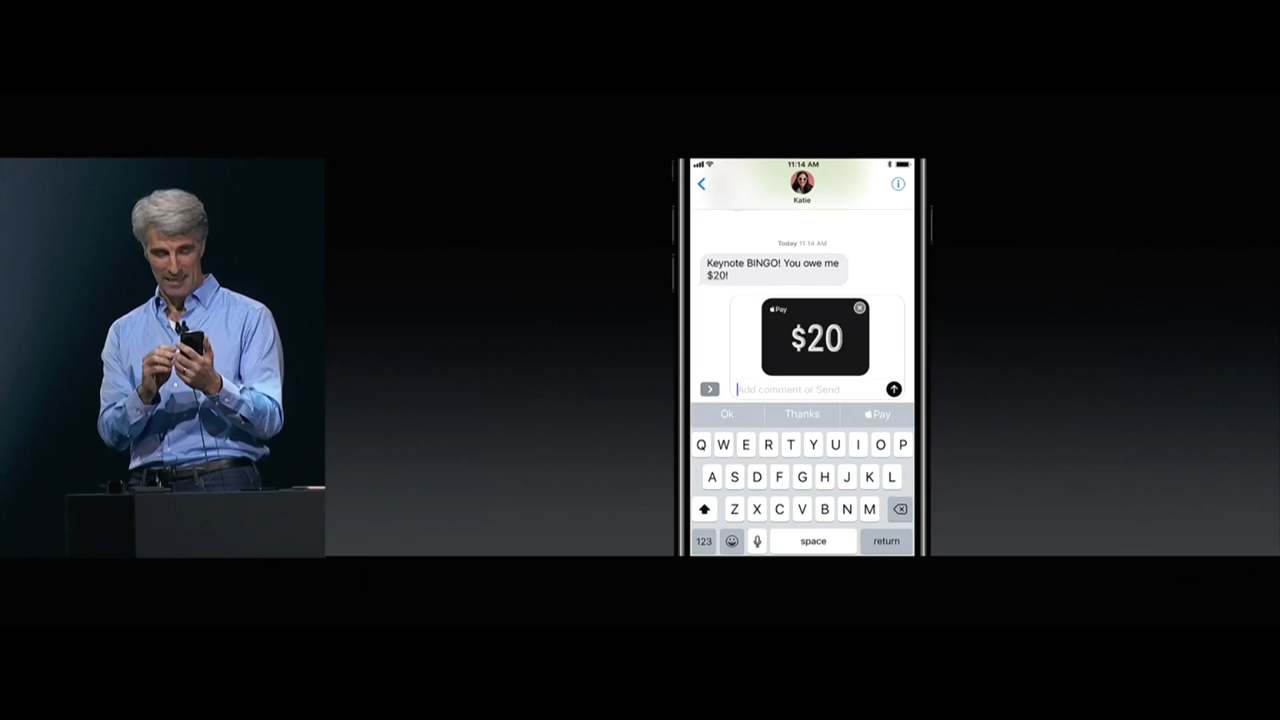 11:14 AM
Katie
Today 11:14 AM
Keynote BINGO! You owe me
$20!
Pay
$20
Add comment or Send
Ok Thanks Pay
Q W E R T Y U I O P
A S D F G H J K L
Z X C V B N M
123 space return